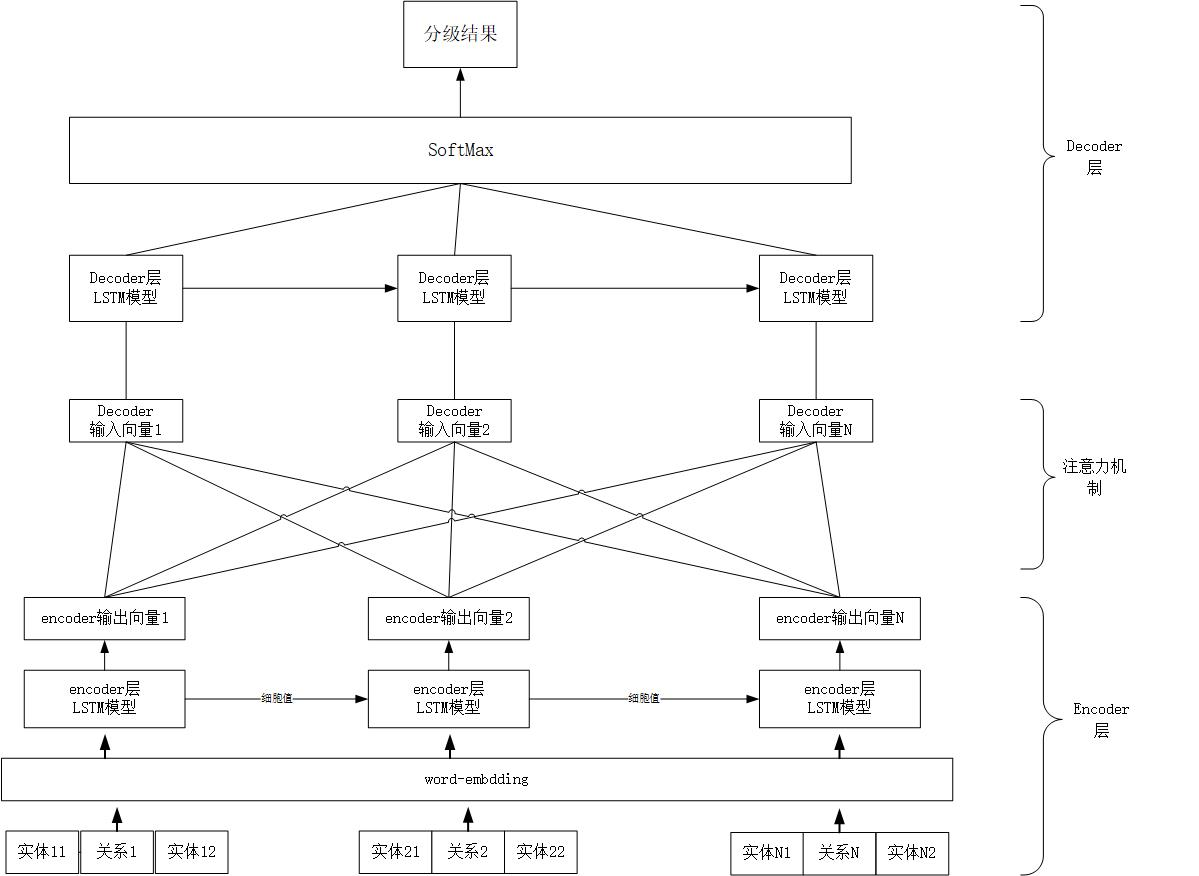 分级结果
SoftMax
Decoder
层
Decoder层
LSTM模型
Decoder层
LSTM模型
Decoder层
LSTM模型
Decoder
输入向量1
Decoder
输入向量2
Decoder
输入向量N
注意力机
制
encoder输出向量1
encoder输出向量2
encoder输出向量N
encoder层
LSTM模型
细胞值
encoder层
LSTM模型
细胞值
encoder层
LSTM模型
Encoder
层
word-embdding
实体11
关系1
实体12
实体21
关系2
实体22
实体N1
关系N
实体N2